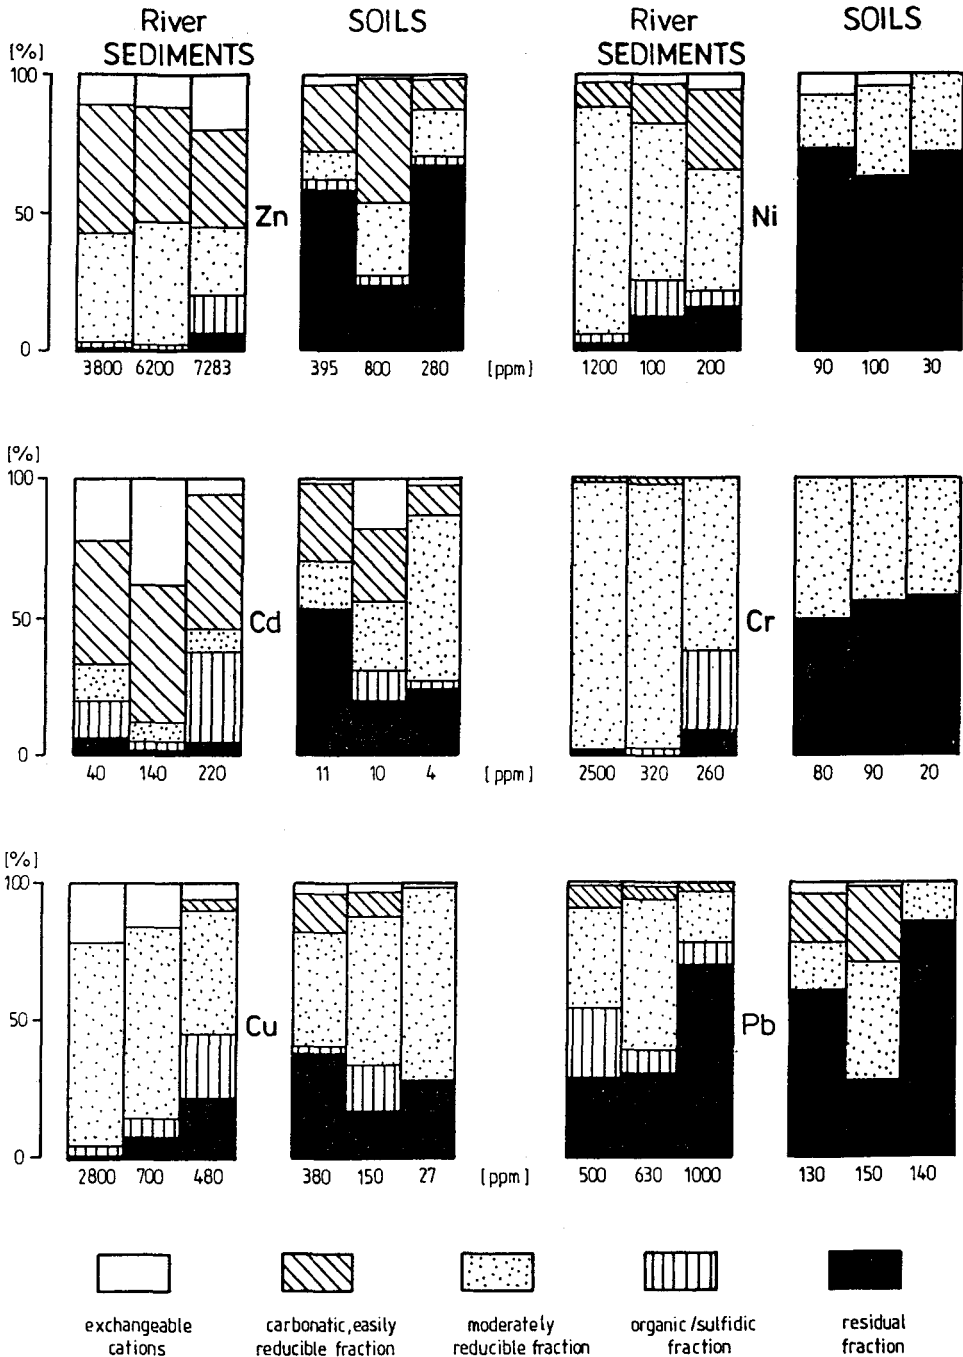 River
SEDIMENTS
SOILS
River
SEDIMENTS
SOILS
[%]
100
50
0
Zn
Ni
3800 6200 7283
395 800 280
[ppm]
1200 100 200
90 100 30
[%]
100
50
0
Cd
Cr
40 140 220
11 10 4
[ppm]
2500 320 260
80 90 20
[%]
100
50
0
Cu
Pb
2800 700 480
380 150 27
[ppm]
500 630 1000
130 150 140
exchangeable
cations
carbonatic, easily
reducible fraction
moderately
reducible fraction
organic/sulfidic
fraction
residual
fraction